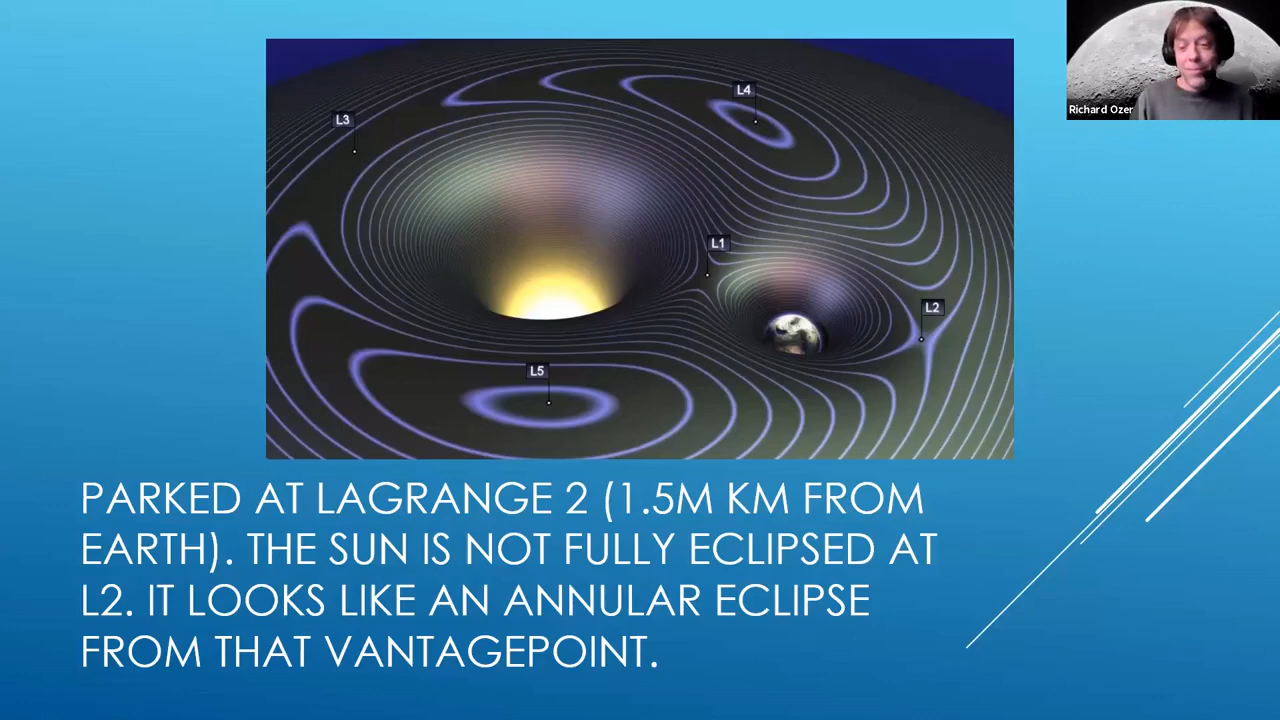 L4
L3
L1
L2
L5
Richard Ozer
PARKED AT LAGRANGE 2 (1.5M KM FROM
EARTH). THE SUN IS NOT FULLY ECLIPSED AT
L2. IT LOOKS LIKE AN ANNULAR ECLIPSE
FROM THAT VANTAGEPOINT.